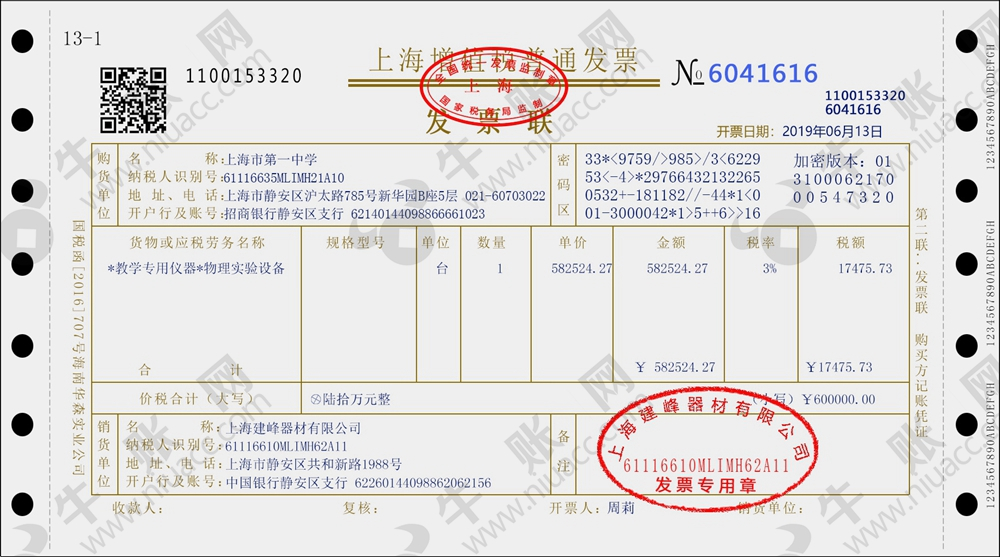 13-1
1100153320
上海增值税普通发票
发票联
全国统一发票监制章
上海
国家税务局监制
№ 6041616
1100153320
6041616
开票日期: 2019年06月13日
购货单位
名称:上海市第一中学
纳税人识别号:61116635MLIMH21A10
地址、电话:上海市静安区沪太路785号新华园B座5层 021-60703022
开户行及账号:招商银行静安区支行 62140144098866661023
密码区
33*<9759/>985>/3<6229
53<-4>*29766432132265
0532+-181182//-44*1<0
01-3000042*1>5++6>>16
加密版本: 01
3100062170
00547320
货物或应税劳务名称 规格型号 单位 数量 单价 金额 税率 税额
*教学专用仪器*物理实验设备 台 1 582524.27 582524.27 3% 17475.73
合计 ￥ 582524.27 ￥17475.73
价税合计（大写） ⊗陆拾万元整 (小写) ￥600000.00
销货单位
名称:上海建峰器材有限公司
纳税人识别号:61116610MLIMH62A11
地址、电话:上海市静安区共和新路1988号
开户行及账号:中国银行静安区支行 62260144098862062156
备注
上海建峰器材有限公司
61116610MLIMH62A11
发票专用章
收款人: 复核: 开票人: 周莉 销货单位:
国税函[2016]707号海南华森实业公司
第二联:发票联 购买方记账凭证
1234567890ABCDEFGH
1234567890ABCDEFGH
1234567890ABCDEFGH
牛账网
www.niuacc.com